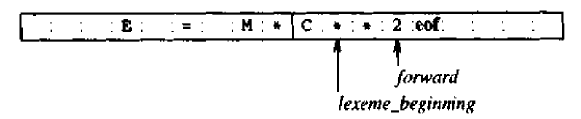 E = M * C * * 2 eof
forward
lexeme_beginning